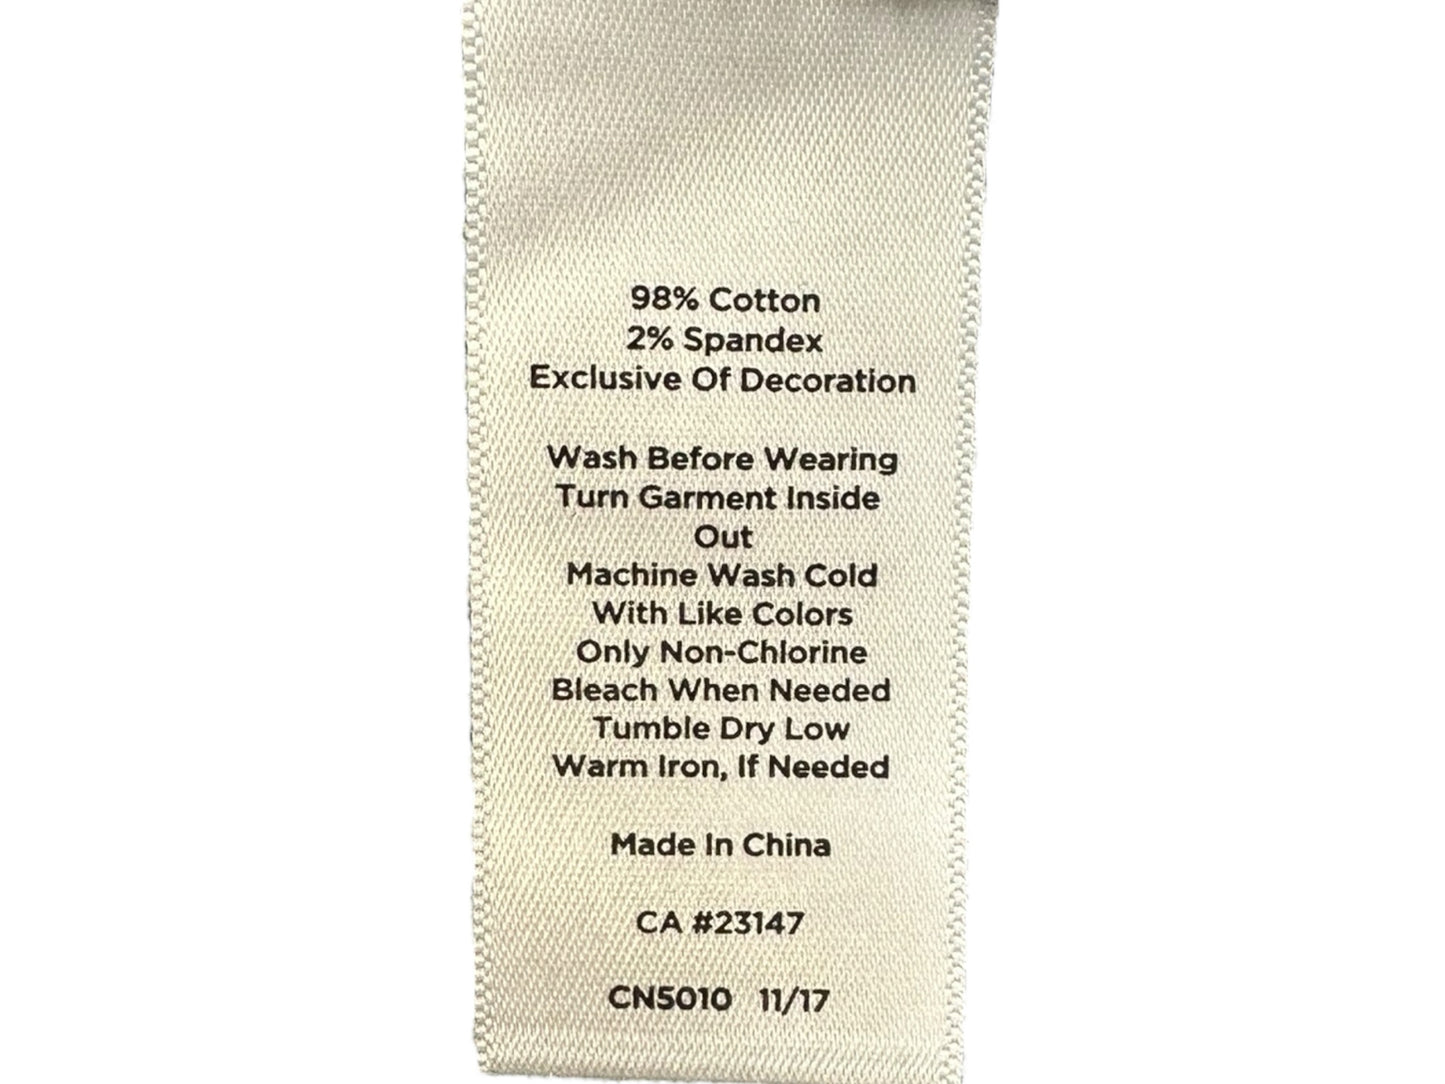 98% Cotton
2% Spandex
Exclusive Of Decoration
Wash Before Wearing
Turn Garment Inside
Out
Machine Wash Cold
With Like Colors
Only Non-Chlorine
Bleach When Needed
Tumble Dry Low
Warm Iron, If Needed
Made In China
CA #23147
CN5010 11/17